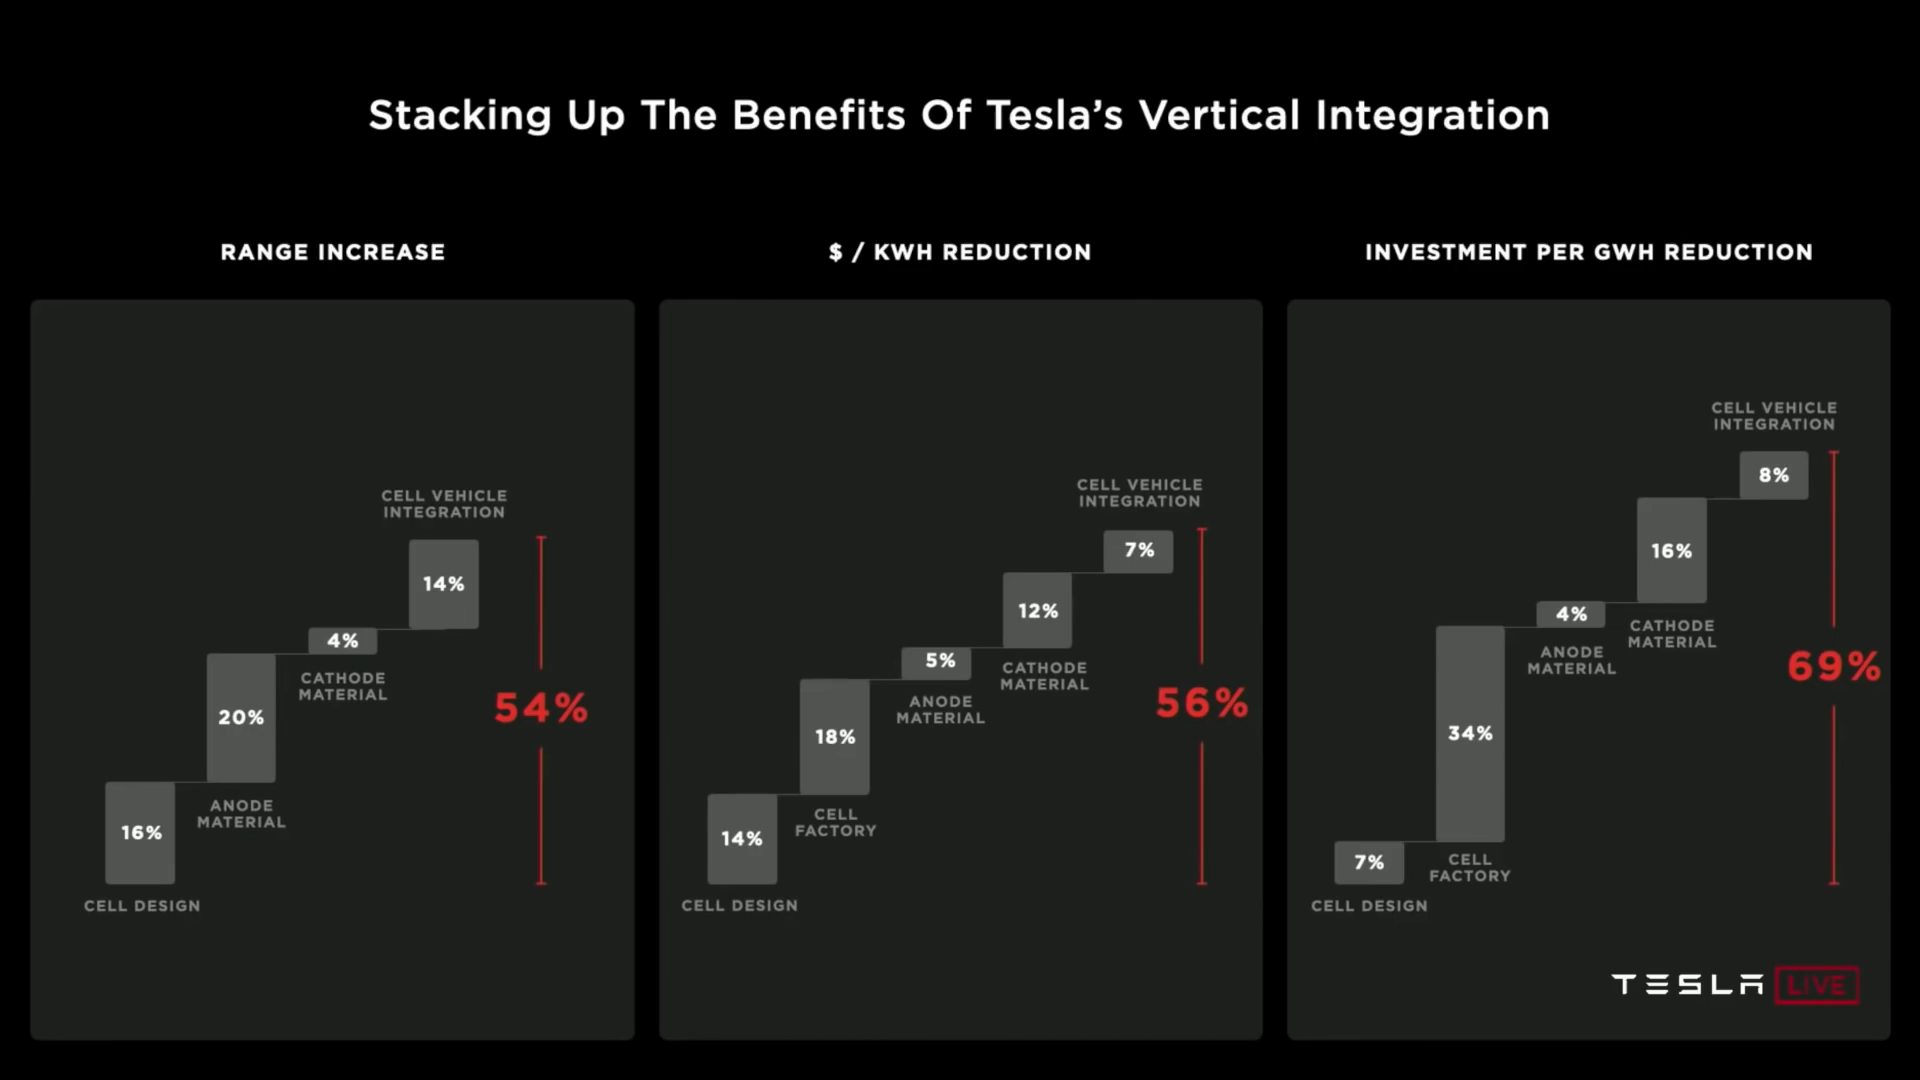 Stacking Up The Benefits Of Tesla’s Vertical Integration
RANGE INCREASE
CELL VEHICLE
INTEGRATION
14%
4%
CATHODE
MATERIAL
20%
ANODE
MATERIAL
16%
CELL DESIGN
54%
$ / KWH REDUCTION
CELL VEHICLE
INTEGRATION
7%
12%
CATHODE
MATERIAL
5%
ANODE
MATERIAL
18%
CELL
FACTORY
14%
CELL DESIGN
56%
INVESTMENT PER GWH REDUCTION
CELL VEHICLE
INTEGRATION
8%
16%
CATHODE
MATERIAL
4%
ANODE
MATERIAL
34%
CELL
FACTORY
7%
CELL DESIGN
69%
TESLA LIVE